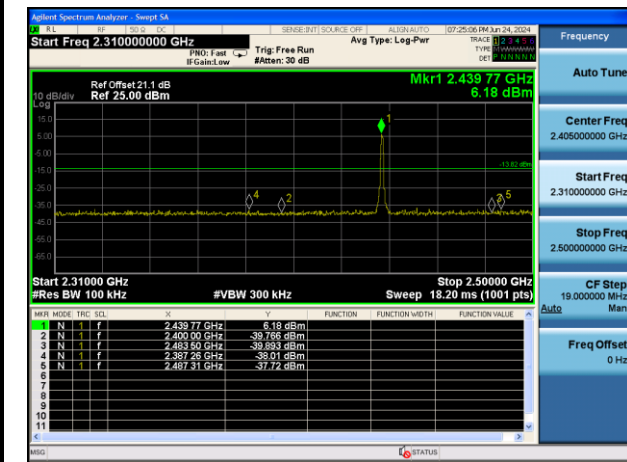 Agilent Spectrum Analyzer - Swept SA
RL RF 50 Ω DC SENSE:INT SOURCE OFF ALIGN AUTO 07:25:06 PM Jun 24, 2024
Start Freq 2.310000000 GHz
PNO: Fast
IFGain:Low
Trig: Free Run
#Atten: 30 dB
Avg Type: Log-Pwr
TRACE 1 2 3 4 5 6
TYPE
DET P N N N N N
Mkr1 2.439 77 GHz
6.18 dBm
Ref Offset 21.1 dB
Ref 25.00 dBm
10 dB/div
Log
15.0
5.00
-5.00
-15.0
-25.0
-35.0
-45.0
-55.0
-65.0
1
-13.82 dBm
4
2
5
Start 2.31000 GHz
Stop 2.50000 GHz
#Res BW 100 kHz
#VBW 300 kHz
Sweep 18.20 ms (1001 pts)
MKR MODE TRC SCL X Y FUNCTION FUNCTION WIDTH FUNCTION VALUE
1 N 1 f 2.439 77 GHz 6.18 dBm
2 N 1 f 2.400 00 GHz -39.766 dBm
3 N 1 f 2.483 50 GHz -39.893 dBm
4 N 1 f 2.387 26 GHz -38.01 dBm
5 N 1 f 2.487 31 GHz -37.72 dBm
6
7
8
9
10
11
MSG
STATUS
Frequency
Auto Tune
Center Freq
2.405000000 GHz
Start Freq
2.310000000 GHz
Stop Freq
2.500000000 GHz
CF Step
19.000000 MHz
Auto Man
Freq Offset
0 Hz